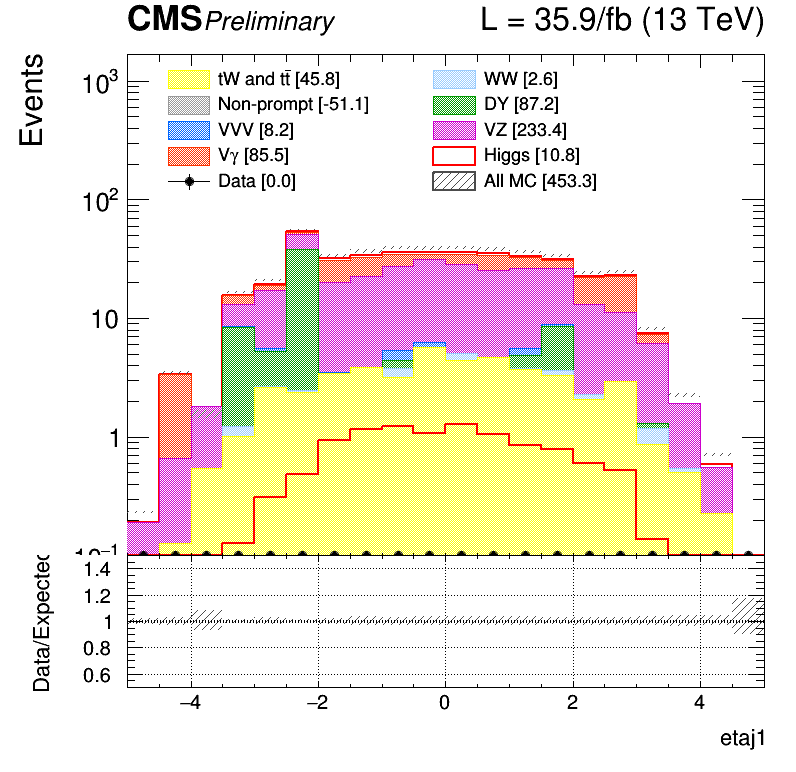 CMS Preliminary L = 35.9/fb (13 TeV)
Events
10³
10²
10
1
10⁻¹
tW and tt̄ [45.8]
Non-prompt [-51.1]
VVV [8.2]
Vγ [85.5]
Data [0.0]
WW [2.6]
DY [87.2]
VZ [233.4]
Higgs [10.8]
All MC [453.3]
Data/Expected
1.4
1.2
1
0.8
0.6
−4 −2 0 2 4
etaj1